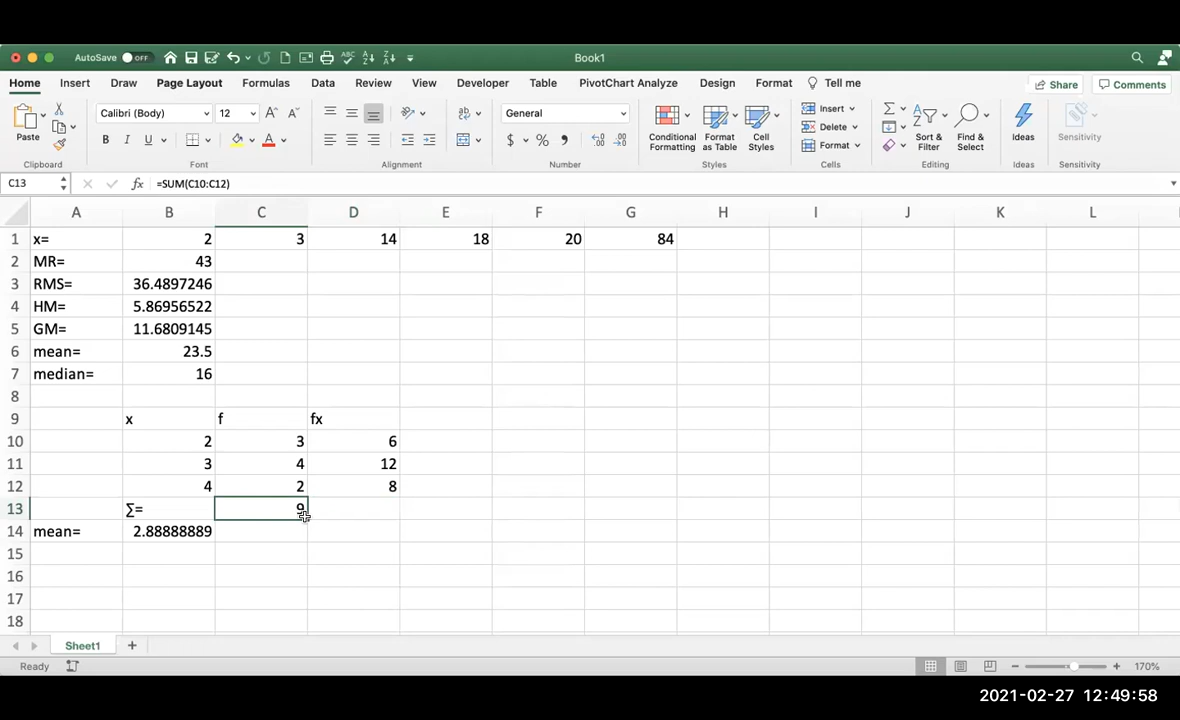 AutoSave OFF Book1
Home Insert Draw Page Layout Formulas Data Review View Developer Table PivotChart Analyze Design Format Tell me Share Comments
Calibri (Body) 12 General Insert
Paste Conditional Formatting Format as Table Cell Styles Delete Sort & Filter Find & Select Ideas Sensitivity
B I U A $ % Format
Clipboard Font Alignment Number Styles Cells Editing Ideas Sensitivity
C13 fx =SUM(C10:C12)
A B C D E F G H I J K L
1 x= 2 3 14 18 20 84
2 MR= 43
3 RMS= 36.4897246
4 HM= 5.86956522
5 GM= 11.6809145
6 mean= 23.5
7 median= 16
8
9 x f fx
10 2 3 6
11 3 4 12
12 4 2 8
13 ∑= 9
14 mean= 2.88888889
15
16
17
18
Sheet1 +
Ready 170%
2021-02-27 12:49:58